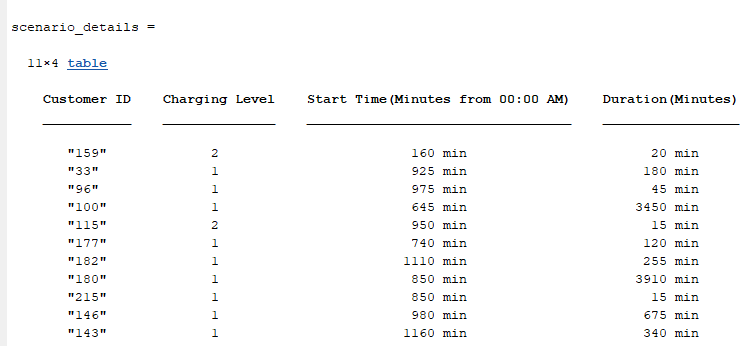 scenario_details =
11×4 table
Customer ID Charging Level Start Time(Minutes from 00:00 AM) Duration(Minutes)
"159" 2 160 min 20 min
"33" 1 925 min 180 min
"96" 1 975 min 45 min
"100" 1 645 min 3450 min
"115" 2 950 min 15 min
"177" 1 740 min 120 min
"182" 1 1110 min 255 min
"180" 1 850 min 3910 min
"215" 1 850 min 15 min
"146" 1 980 min 675 min
"143" 1 1160 min 340 min